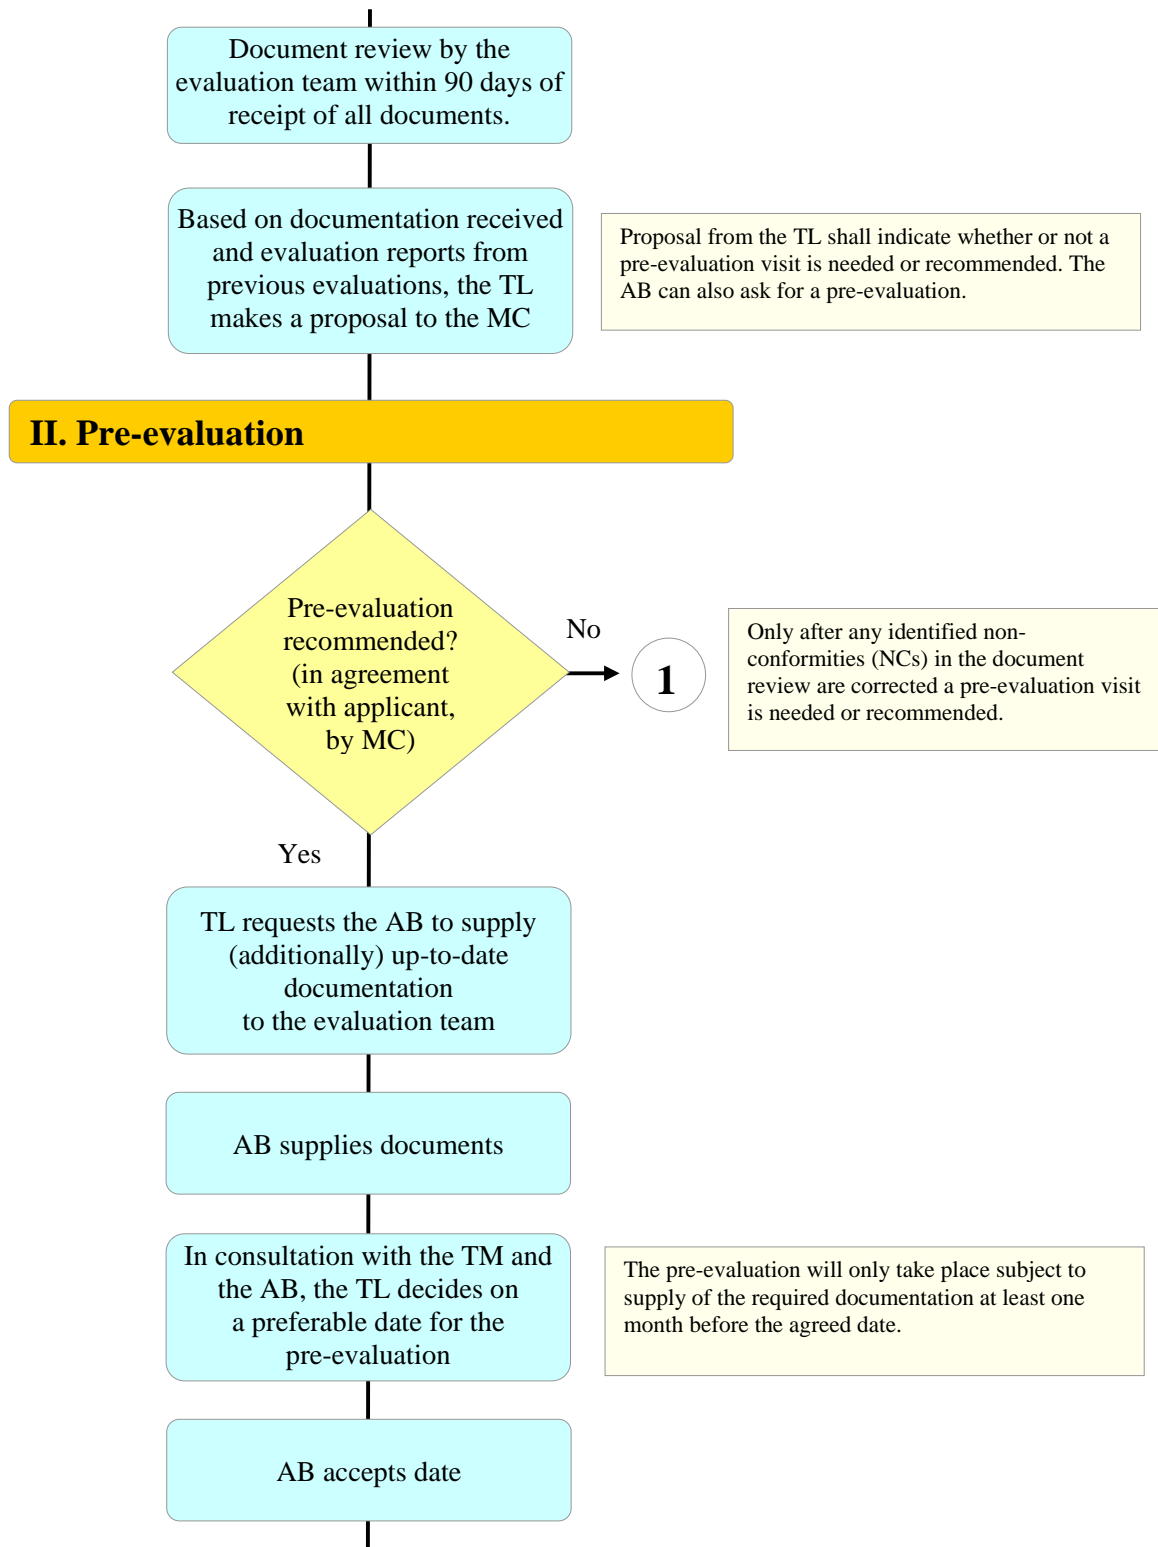 Document review by the
evaluation team within 90 days of
receipt of all documents.
Based on documentation received
and evaluation reports from
previous evaluations, the TL
makes a proposal to the MC
Proposal from the TL shall indicate whether or not a
pre-evaluation visit is needed or recommended. The
AB can also ask for a pre-evaluation.
II. Pre-evaluation
Pre-evaluation
recommended?
(in agreement
with applicant,
by MC)
No
1
Only after any identified non-
conformities (NCs) in the document
review are corrected a pre-evaluation visit
is needed or recommended.
Yes
TL requests the AB to supply
(additionally) up-to-date
documentation
to the evaluation team
AB supplies documents
In consultation with the TM and
the AB, the TL decides on
a preferable date for the
pre-evaluation
The pre-evaluation will only take place subject to
supply of the required documentation at least one
month before the agreed date.
AB accepts date